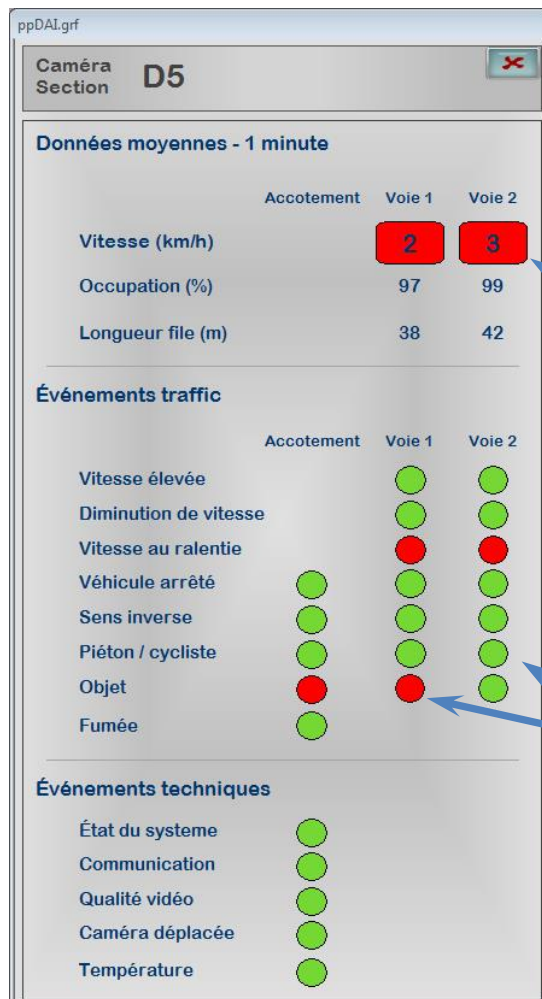 ppDAI.grf
Caméra
Section D5
Données moyennes - 1 minute
Accotement Voie 1 Voie 2
Vitesse (km/h) 2 3
Occupation (%) 97 99
Longueur file (m) 38 42
Événements traffic
Accotement Voie 1 Voie 2
Vitesse élevée
Diminution de vitesse
Vitesse au ralentie
Véhicule arrêté
Sens inverse
Piéton / cycliste
Objet
Fumée
Événements techniques
État du systeme
Communication
Qualité vidéo
Caméra déplacée
Température